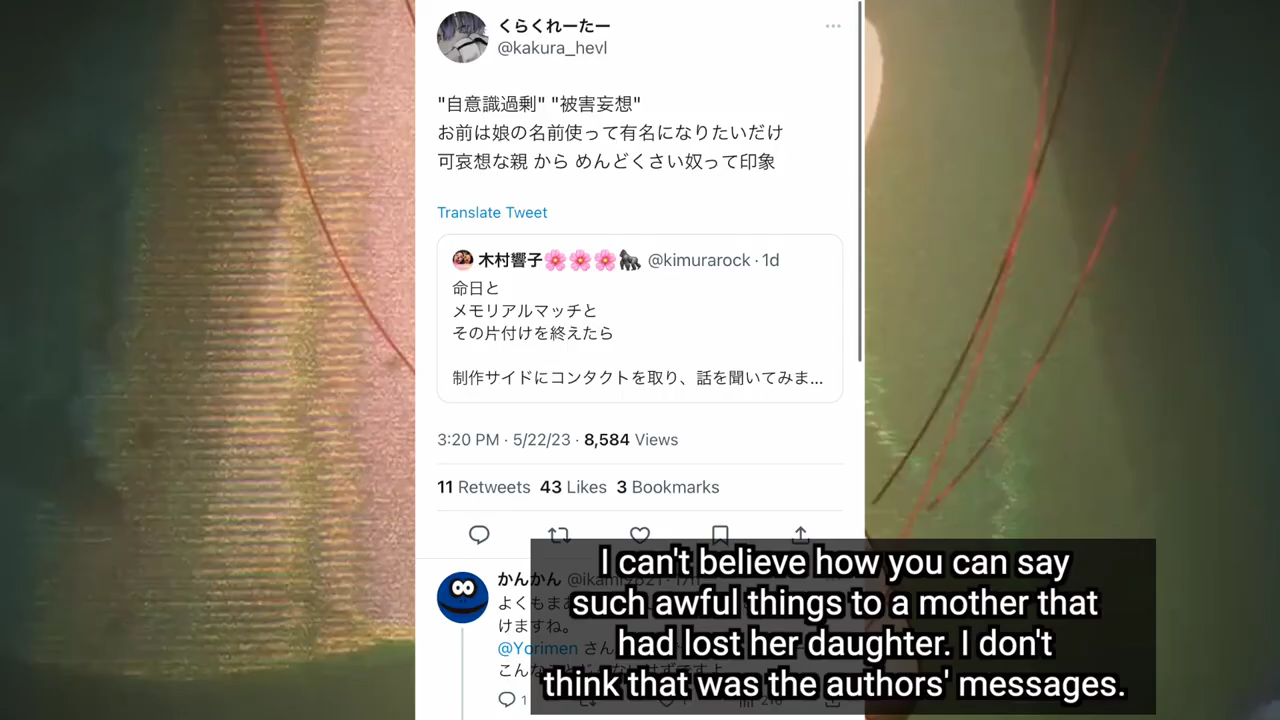 くらくれーたー
@kakura_hevl
"自意識過剰" "被害妄想"
お前は娘の名前使って有名になりたいだけ
可哀想な親 から めんどくさい奴って印象
Translate Tweet
木村響子🌸🌸🌸🦍 @kimurarock · 1d
命日と
メモリアルマッチと
その片付けを終えたら
制作サイドにコンタクトを取り、話を聞いてみま...
3:20 PM · 5/22/23 · 8,584 Views
11 Retweets 43 Likes 3 Bookmarks
かんかん
よくもまあ
けますね。
@Yorimen さん
こんな
1
I can't believe how you can say
such awful things to a mother that
had lost her daughter. I don't
think that was the authors' messages.